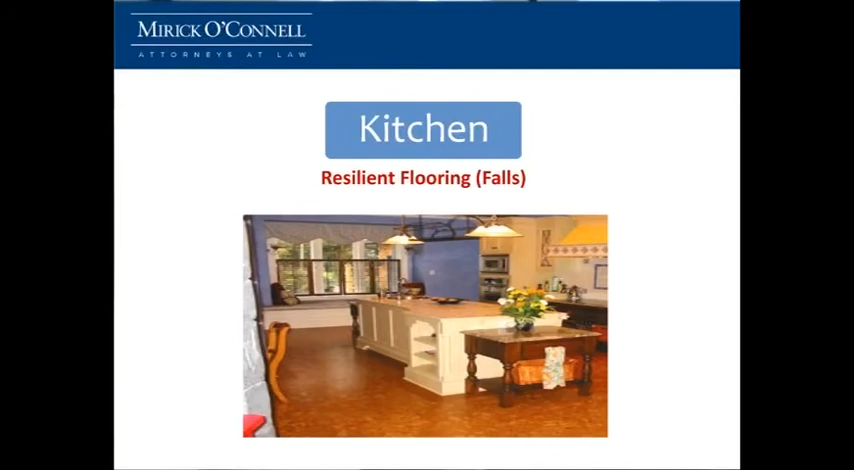 MIRICK O'CONNELL
ATTORNEYS AT LAW
Kitchen
Resilient Flooring (Falls)